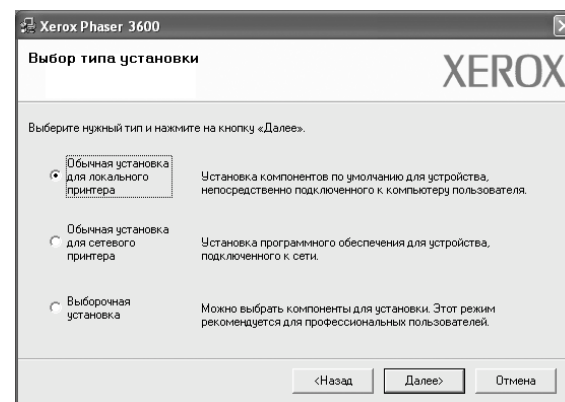 Xerox Phaser 3600
Выбор типа установки
XEROX
Выберите нужный тип и нажмите на кнопку «Далее».
Обычная установка
для локального
принтера
Установка компонентов по умолчанию для устройства,
непосредственно подключенного к компьютеру пользователя.
Обычная установка
для сетевого
принтера
Установка программного обеспечения для устройства,
подключенного к сети.
Выборочная
установка
Можно выбрать компоненты для установки. Этот режим
рекомендуется для профессиональных пользователей.
<Назад
Далее>
Отмена